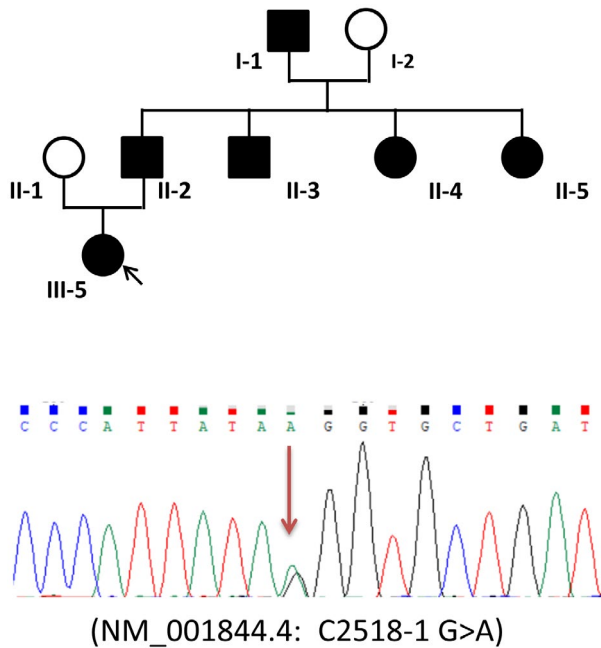 I-1 I-2
II-1 II-2 II-3 II-4 II-5
III-5
C C C A T T A T A A G G T G C T G A T
(NM_001844.4: C2518-1 G>A)